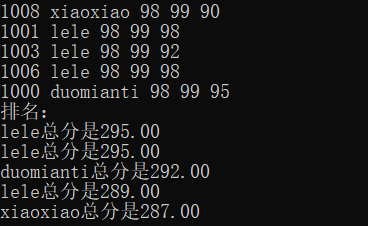 1008 xiaoxiao 98 99 90
1001 lele 98 99 98
1003 lele 98 99 92
1006 lele 98 99 98
1000 duomianti 98 99 95
排名:
lele总分是295.00
lele总分是295.00
duomianti总分是292.00
lele总分是289.00
xiaoxiao总分是287.00